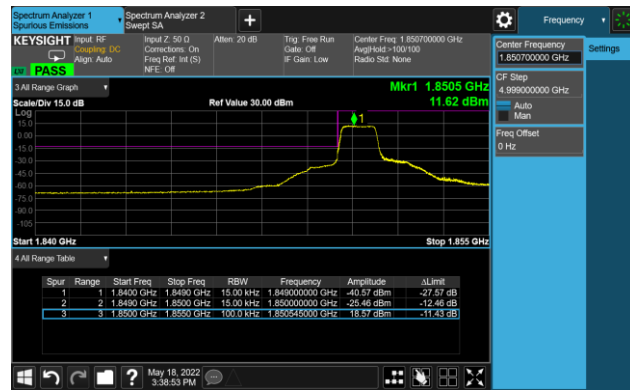 Spectrum Analyzer 1
Spurious Emissions
Spectrum Analyzer 2
Swept SA
Frequency
KEYSIGHT
Input: RF
Coupling: DC
Align: Auto
Input Z: 50 Ω
Corrections: On
Freq Ref: Int (S)
NFE: Off
Atten: 20 dB
Trig: Free Run
Gate: Off
IF Gain: Low
Center Freq: 1.850700000 GHz
Avg|Hold:>100/100
Radio Std: None
PASS
Center Frequency
1.850700000 GHz
Settings
CF Step
4.999000000 GHz
Auto
Man
Freq Offset
0 Hz
3 All Range Graph
Mkr1 1.8505 GHz
11.62 dBm
Scale/Div 15.0 dB
Ref Value 30.00 dBm
Log
15.0
0.00
-15.0
-30.0
-45.0
-60.0
-75.0
-90.0
-105
1
Start 1.840 GHz
Stop 1.855 GHz
4 All Range Table
Spur Range Start Freq Stop Freq RBW Frequency Amplitude ΔLimit
1 1 1.8400 GHz 1.8490 GHz 15.00 kHz 1.849000000 GHz -40.57 dBm -27.57 dB
2 2 1.8490 GHz 1.8500 GHz 15.00 kHz 1.850000000 GHz -25.46 dBm -12.46 dB
3 3 1.8500 GHz 1.8550 GHz 100.0 kHz 1.850545000 GHz 18.57 dBm -11.43 dB
?
May 18, 2022
3:38:53 PM